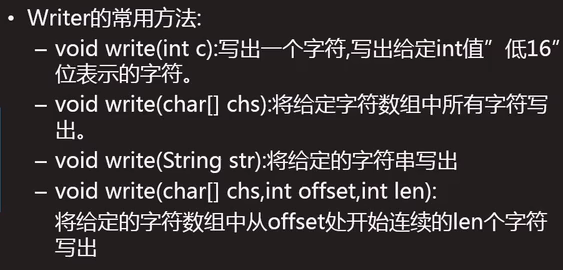 • Writer的常用方法:
– void write(int c):写出一个字符,写出给定int值”低16”
位表示的字符。
– void write(char[] chs):将给定字符数组中所有字符写
出。
– void write(String str):将给定的字符串写出
– void write(char[] chs,int offset,int len):
将给定的字符数组中从offset处开始连续的len个字符
写出